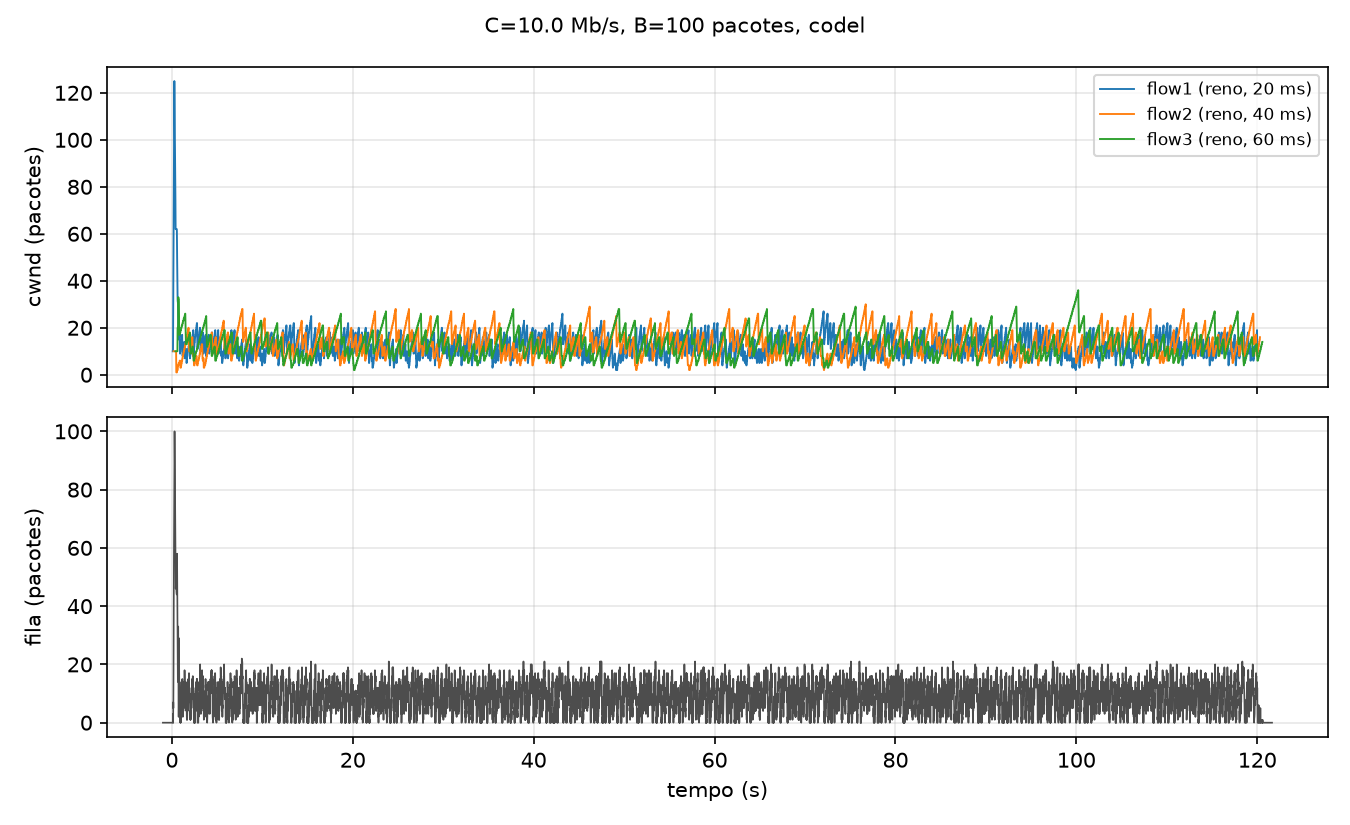 C=10.0 Mb/s, B=100 pacotes, codel
cwnd (pacotes)
120
100
80
60
40
20
0
flow1 (reno, 20 ms)
flow2 (reno, 40 ms)
flow3 (reno, 60 ms)
fila (pacotes)
100
80
60
40
20
0
0 20 40 60 80 100 120
tempo (s)